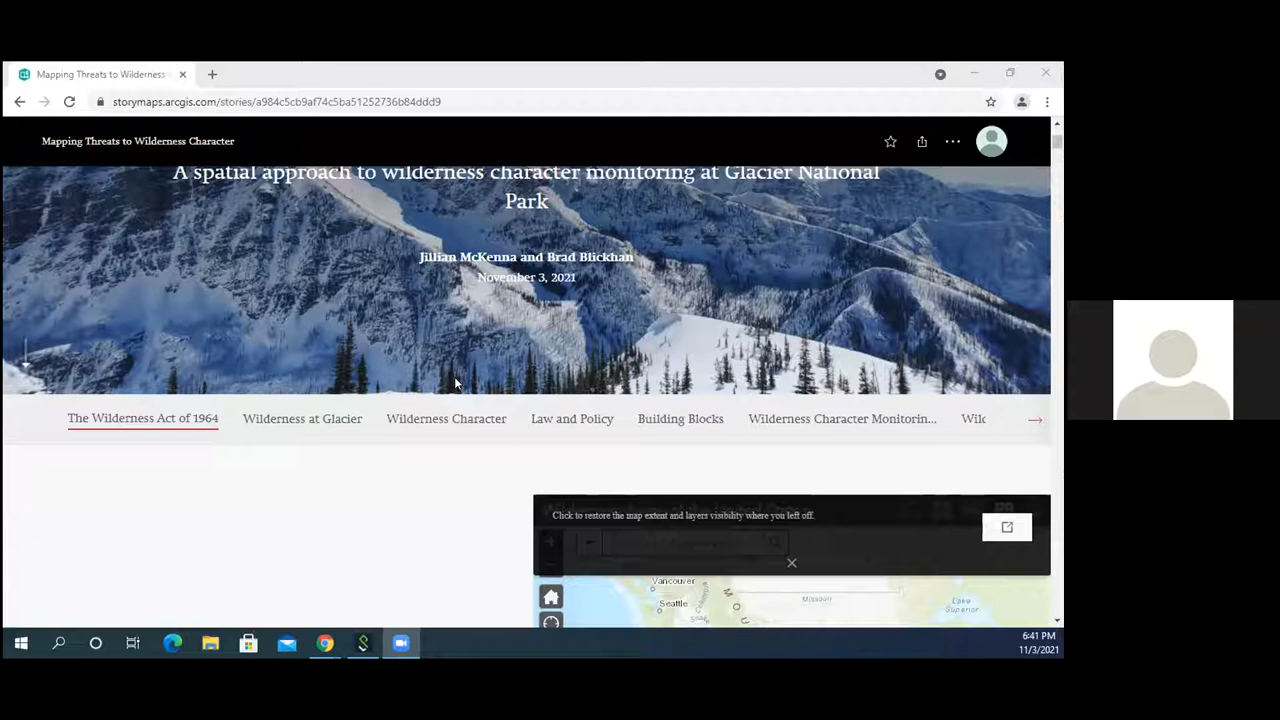 Mapping Threats to Wilderness
storymaps.arcgis.com/stories/a984c5cb9af74c5ba51252736b84ddd9
Mapping Threats to Wilderness Character
A spatial approach to wilderness character monitoring at Glacier National
Park
Jillian McKenna and Brad Blickhan
November 3, 2021
The Wilderness Act of 1964
Wilderness at Glacier
Wilderness Character
Law and Policy
Building Blocks
Wilderness Character Monitorin...
Wild
Click to restore the map extent and layers visibility where you left off.
Vancouver
Seattle
Missouri
Lake
Superior
6:41 PM
11/3/2021